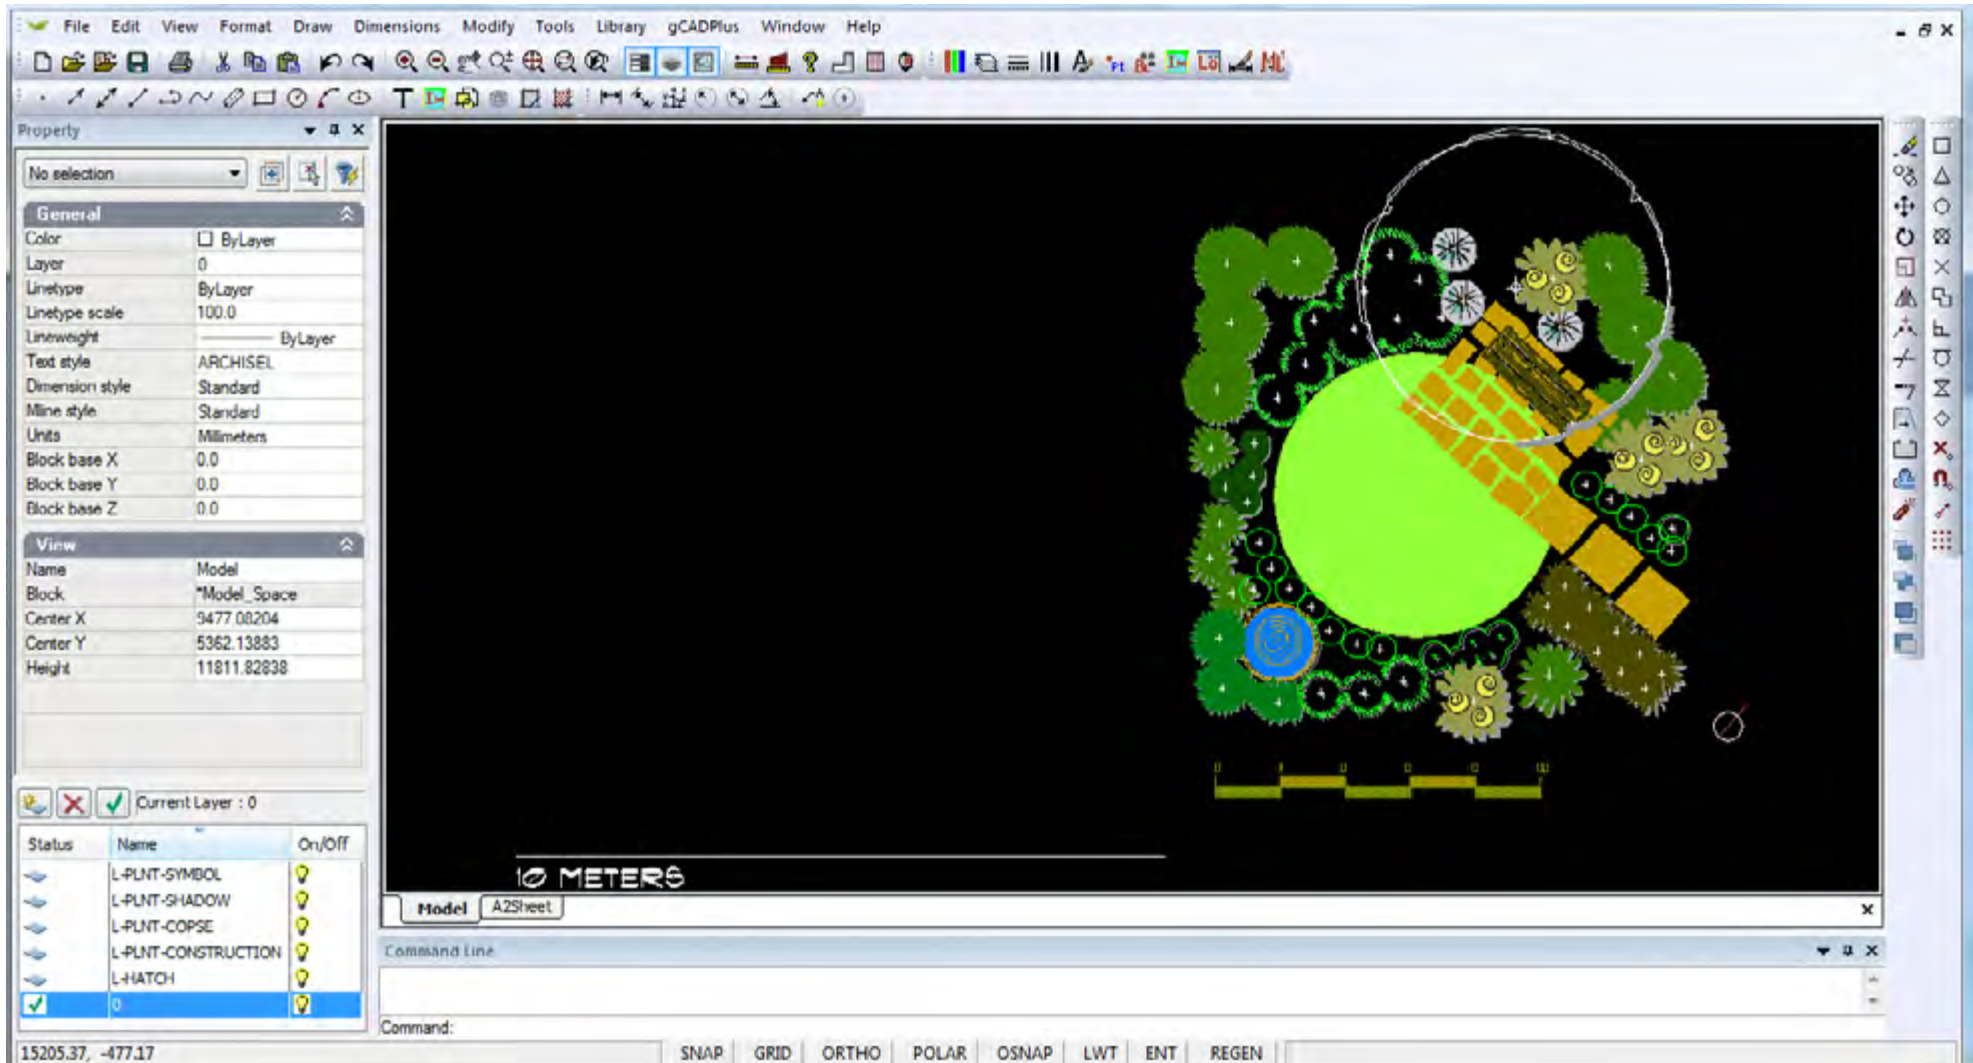 File Edit View Format Draw Dimensions Modify Tools Library gCADPlus Window Help
Property
No selection
General
Color ByLayer
Layer 0
Linetype ByLayer
Linetype scale 100.0
Lineweight ByLayer
Text style ARCHISEL
Dimension style Standard
Mline style Standard
Units Millimeters
Block base X 0.0
Block base Y 0.0
Block base Z 0.0
View
Name Model
Block *Model_Space
Center X 9477.08204
Center Y 5362.13883
Height 11811.82838
Current Layer : 0
Status Name On/Off
L-PLNT-SYMBOL
L-PLNT-SHADOW
L-PLNT-COPSE
L-PLNT-CONSTRUCTION
L-HATCH
0
10 METERS
Model A2Sheet
Command Line
Command:
15205.37, -477.17 SNAP GRID ORTHO POLAR OSNAP LWT ENT REGEN